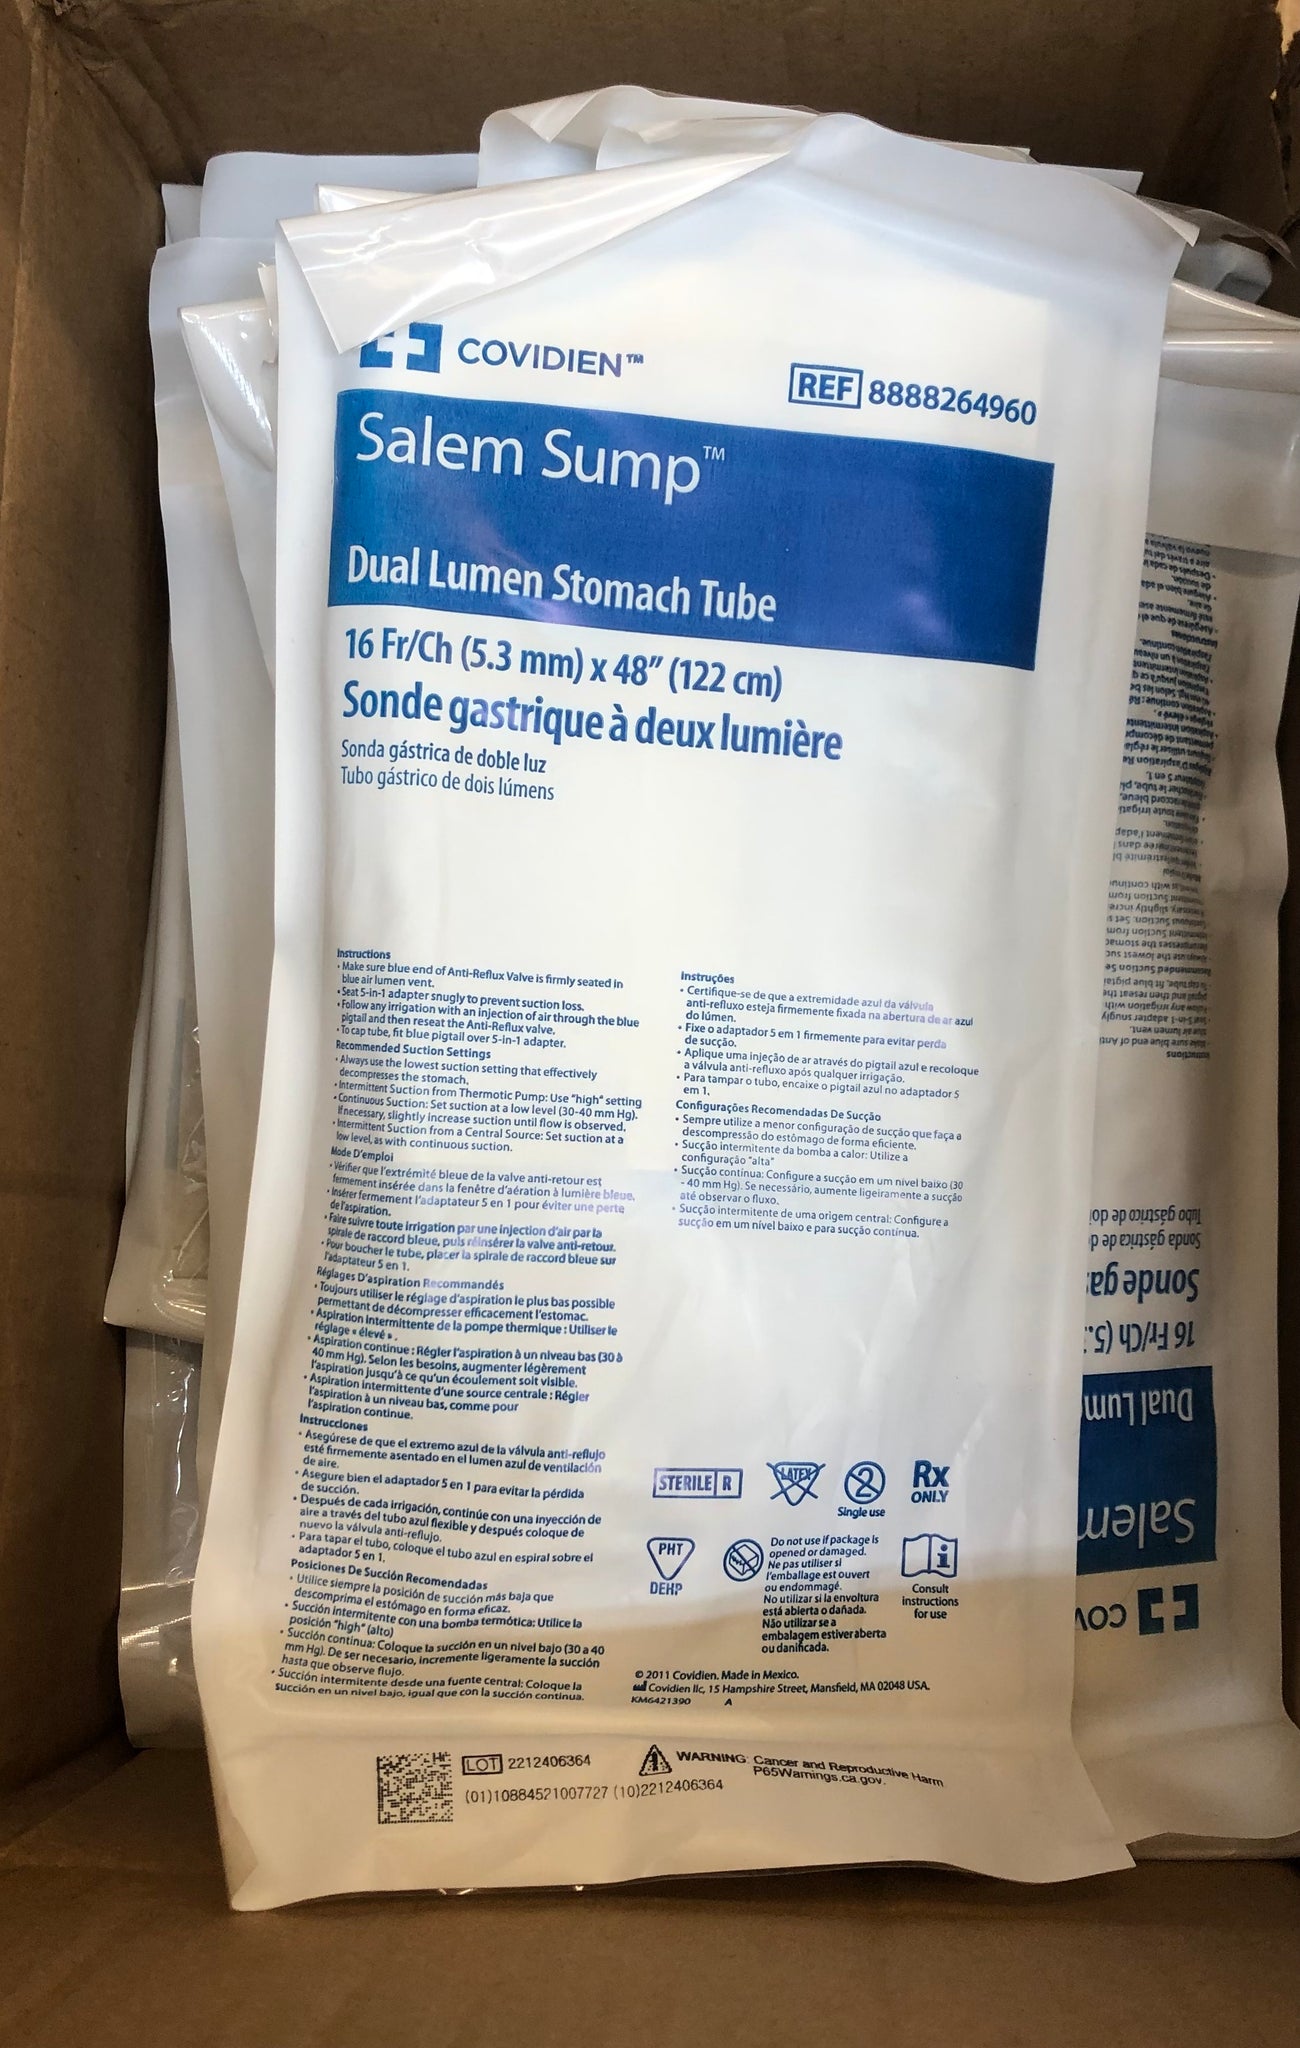 COVIDIEN™
REF 8888264960
Salem Sump™
Dual Lumen Stomach Tube
16 Fr/Ch (5.3 mm) x 48" (122 cm)
Sonde gastrique à deux lumière
Sonda gástrica de doble luz
Tubo gástrico de dois lúmens
Instructions
• Make sure blue end of Anti-Reflux Valve is firmly seated in
blue air lumen vent.
• Seat 5-in-1 adapter snugly to prevent suction loss.
• Follow any irrigation with an injection of air through the blue
pigtail and then reseat the Anti-Reflux valve.
• To cap tube, fit blue pigtail over 5-in-1 adapter.
Recommended Suction Settings
• Always use the lowest suction setting that effectively
decompresses the stomach.
• Intermittent Suction from Thermotic Pump: Use "high" setting
• Continuous Suction: Set suction at a low level (30-40 mm Hg).
If necessary, slightly increase suction until flow is observed.
• Intermittent Suction from a Central Source: Set suction at a
low level, as with continuous suction.
Mode D'emploi
• Vérifier que l'extrémité bleue de la valve anti-retour est
fermement insérée dans la fenêtre d'aération à lumière bleue.
• Insérer fermement l'adaptateur 5 en 1 pour éviter une perte
de l'aspiration.
• Faire suivre toute irrigation par une injection d'air par la
spirale de raccord bleue, puis réinsérer la valve anti-retour.
• Pour boucher le tube, placer la spirale de raccord bleue sur
l'adaptateur 5 en 1.
Réglages D'aspiration Recommandés
• Toujours utiliser le réglage d'aspiration le plus bas possible
permettant de décompresser efficacement l'estomac.
• Aspiration intermittente de la pompe thermique : Utiliser le
réglage « élevé ».
• Aspiration continue : Régler l'aspiration à un niveau bas (30 à
40 mm Hg). Selon les besoins, augmenter légèrement
l'aspiration jusqu'à ce qu'un écoulement soit visible.
• Aspiration intermittente d'une source centrale : Régler
l'aspiration à un niveau bas, comme pour
l'aspiration continue.
Instrucciones
• Asegúrese de que el extremo azul de la válvula anti-reflujo
esté firmemente asentado en el lumen azul de ventilación
de aire.
• Asegure bien el adaptador 5 en 1 para evitar la pérdida
de succión.
• Después de cada irrigación, continúe con una inyección de
aire a través del tubo azul flexible y después coloque de
nuevo la válvula anti-reflujo.
• Para tapar el tubo, coloque el tubo azul en espiral sobre el
adaptador 5 en 1.
Posiciones De Succión Recomendadas
• Utilice siempre la posición de succión más baja que
descomprima el estómago en forma eficaz.
• Succión intermitente con una bomba termótica: Utilice la
posición "high" (alto)
• Succión continua: Coloque la succión en un nivel bajo (30 a 40
mm Hg). De ser necesario, incremente ligeramente la succión
hasta que observe flujo.
• Succión intermitente desde una fuente central: Coloque la
succión en un nivel bajo, igual que con la succión continua.
Instruções
• Certifique-se de que a extremidade azul da válvula
anti-refluxo esteja firmemente fixada na abertura de ar azul
do lúmen.
• Fixe o adaptador 5 em 1 firmemente para evitar perda
de sucção.
• Aplique uma injeção de ar através do pigtail azul e recoloque
a válvula anti-refluxo após qualquer irrigação.
• Para tampar o tubo, encaixe o pigtail azul no adaptador 5
em 1.
Configurações Recomendadas De Sucção
• Sempre utilize a menor configuração de sucção que faça a
descompressão do estômago de forma eficiente.
• Sucção intermitente da bomba a calor: Utilize a
configuração "alta"
• Sucção contínua: Configure a sucção em um nível baixo (30
- 40 mm Hg). Se necessário, aumente ligeiramente a sucção
até observar o fluxo.
• Sucção intermitente de uma origem central: Configure a
sucção em um nível baixo e para sucção contínua.
STERILE R
LATEX
2
Single use
Rx
ONLY
PHT
DEHP
Do not use if package is
opened or damaged.
Ne pas utiliser si
l'emballage est ouvert
ou endommagé.
No utilizar si la envoltura
está abierta o dañada.
Não utilizar se a
embalagem estiver aberta
ou danificada.
Consult
instructions
for use
© 2011 Covidien. Made in Mexico.
Covidien llc, 15 Hampshire Street, Mansfield, MA 02048 USA.
KM6421390 A
LOT 2212406364
(01)10884521007727 (10)2212406364
WARNING: Cancer and Reproductive Harm
P65Warnings.ca.gov.
COV
Salem
Dual Lum
16 Fr/Ch (5.
Sonde gas
Sonda gástrica de d
Tubo gástrico de doi